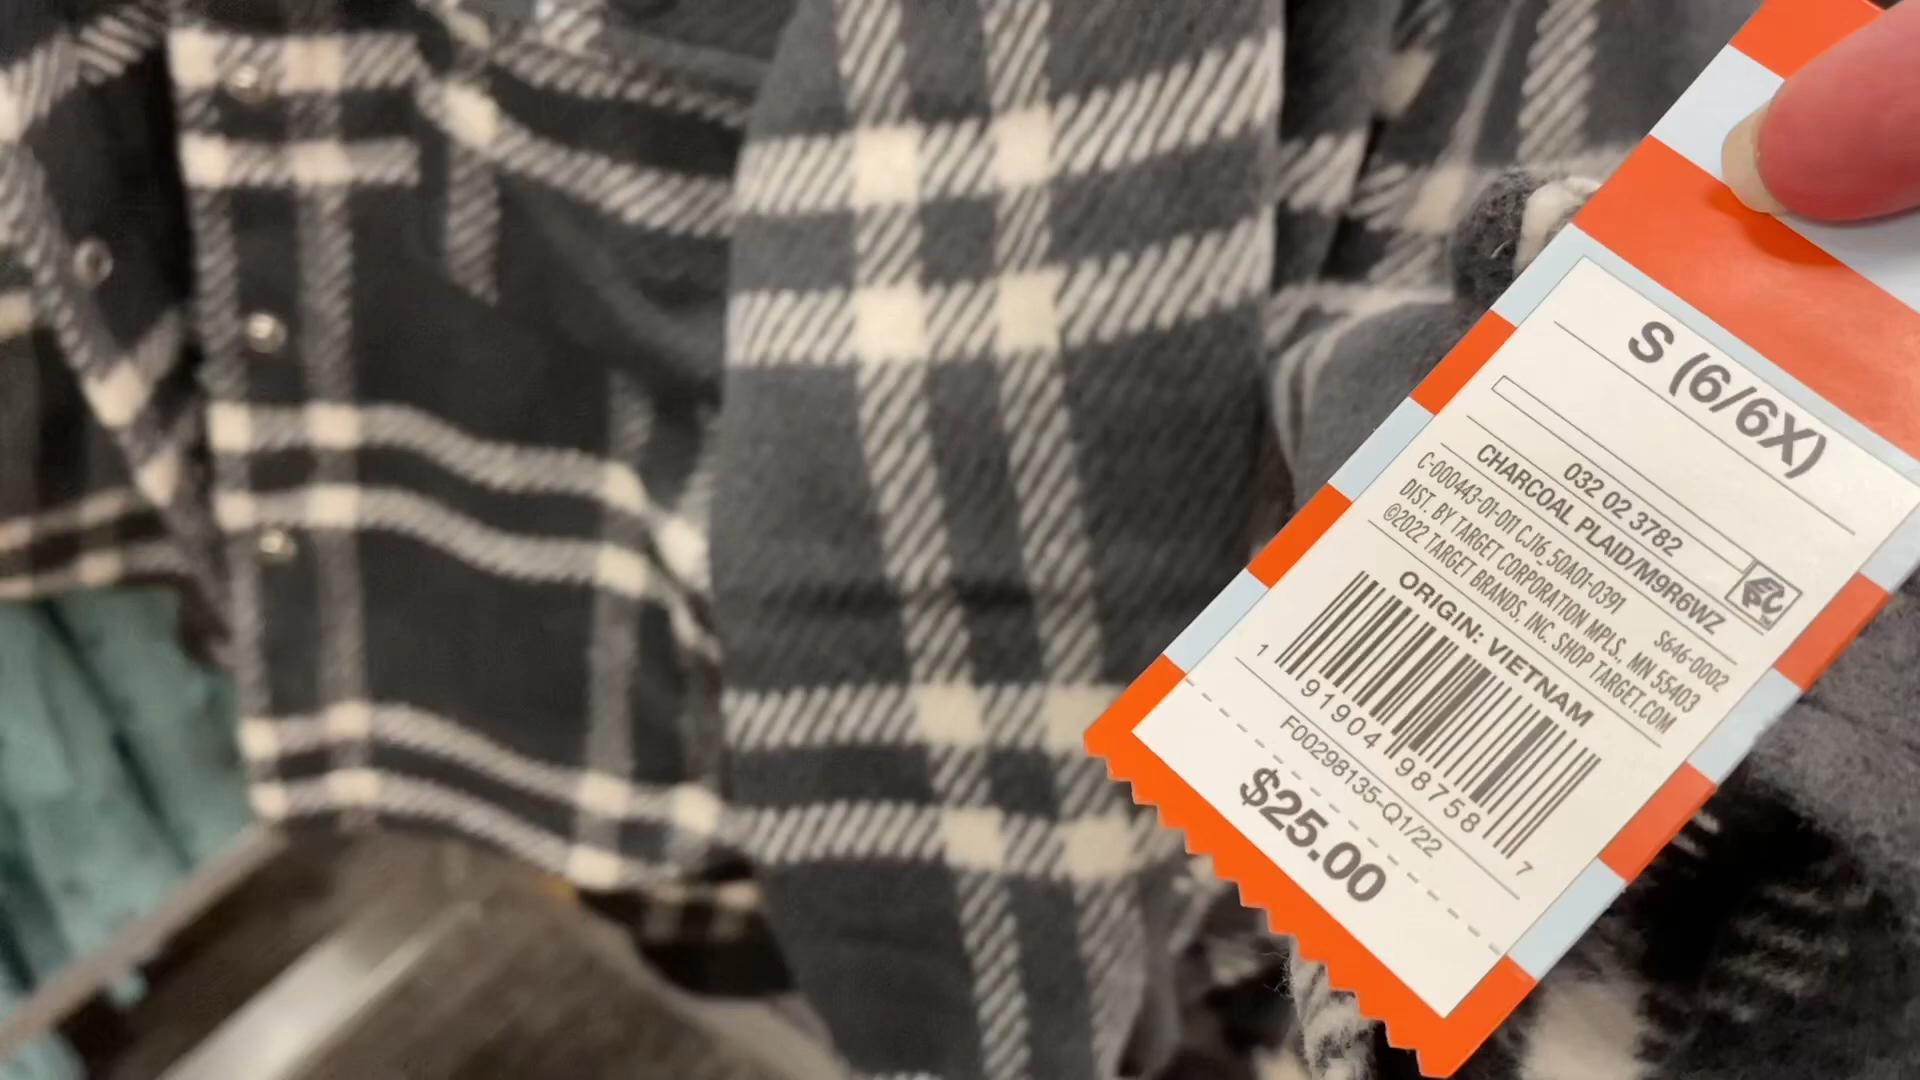 S (6/6X)
032 02 3782
CHARCOAL PLAID/M9R6WZ
C-000443-01-011 CJ16_50A01-0391 S646-0002
DIST. BY TARGET CORPORATION MPLS., MN 55403
©2022 TARGET BRANDS, INC. SHOP TARGET.COM
ORIGIN: VIETNAM
1 91904 98758 7
F00298135-Q1/22
$25.00